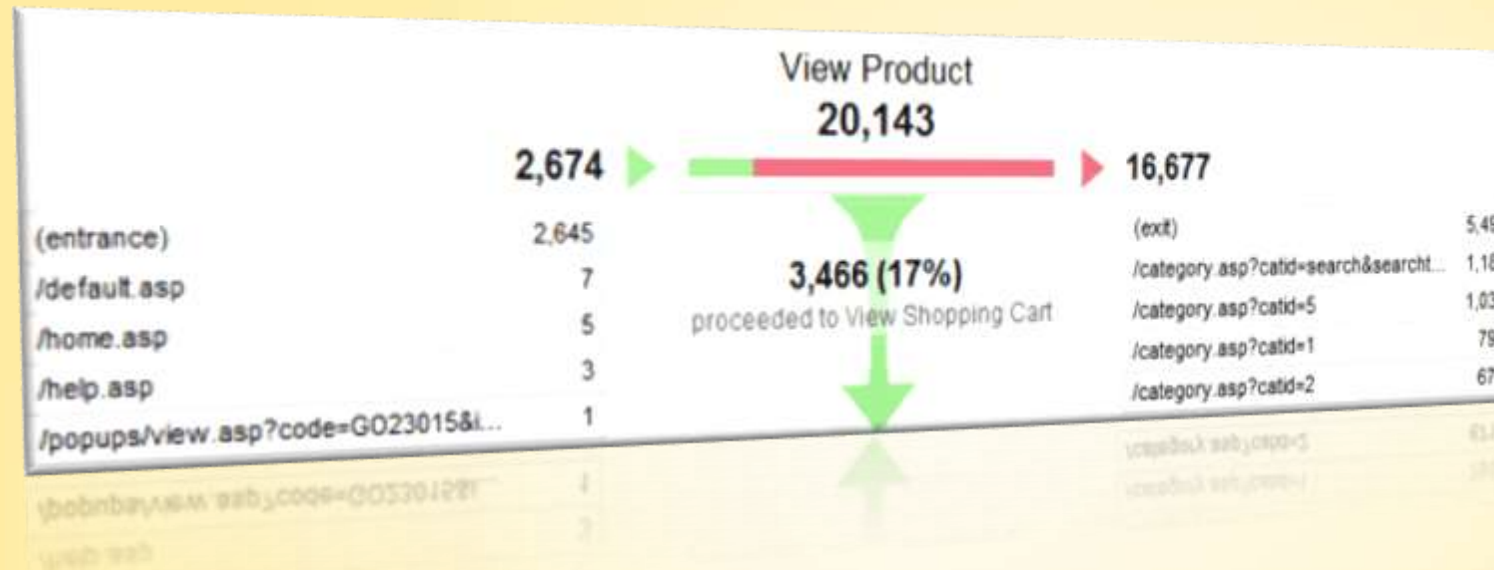 View Product
20,143
2,674
16,677
(entrance) 2,645
/default.asp 7
/home.asp 5
/help.asp 3
/popups/view.asp?code=GO23015&i... 1
3,466 (17%)
proceeded to View Shopping Cart
(exit)
/category.asp?catid=search&searcht...
/category.asp?catid=5
/category.asp?catid=1
/category.asp?catid=2